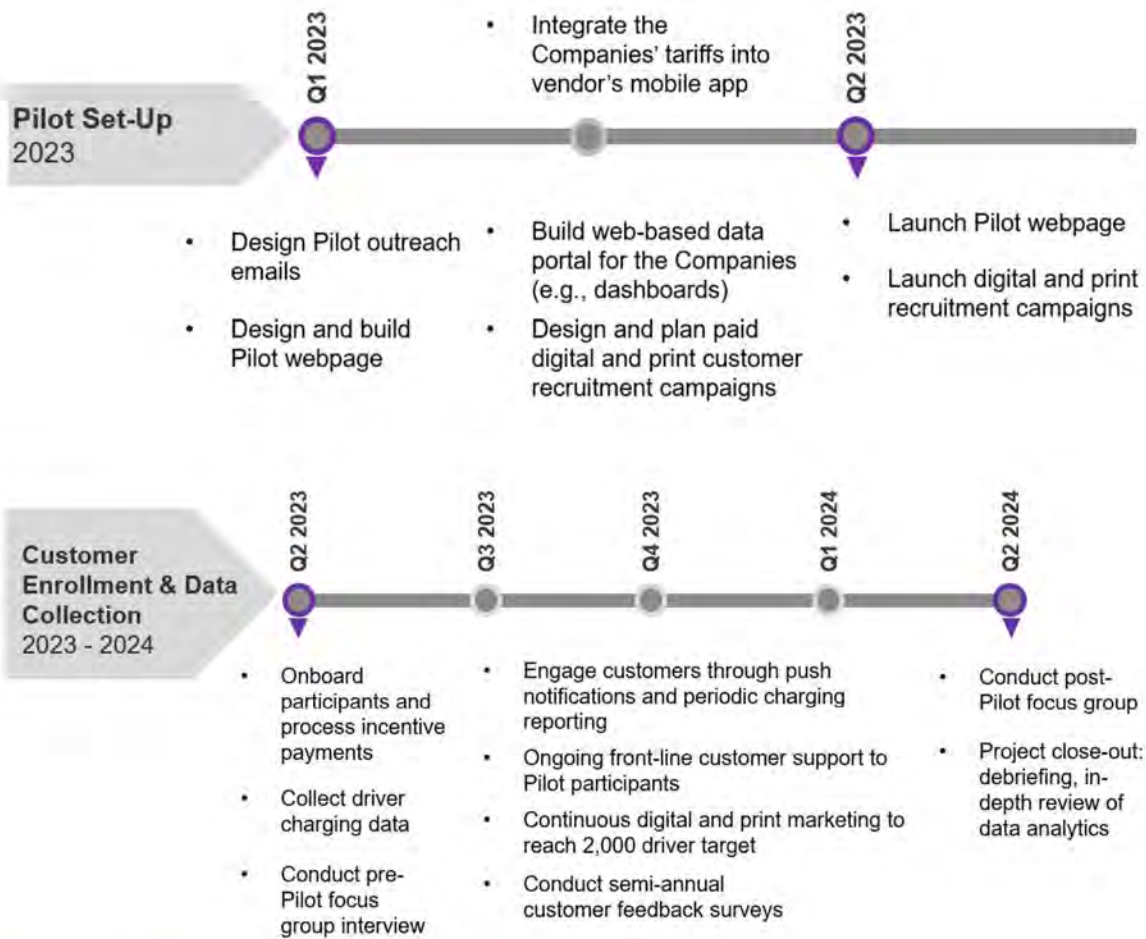 Pilot Set-Up
2023
Q1 2023
• Integrate the
Companies' tariffs into
vendor's mobile app
Q2 2023
• Design Pilot outreach
emails
• Design and build
Pilot webpage
• Build web-based data
portal for the Companies
(e.g., dashboards)
• Design and plan paid
digital and print customer
recruitment campaigns
• Launch Pilot webpage
• Launch digital and print
recruitment campaigns
Customer
Enrollment & Data
Collection
2023 - 2024
Q2 2023
Q3 2023
Q4 2023
Q1 2024
Q2 2024
• Onboard
participants and
process incentive
payments
• Collect driver
charging data
• Conduct pre-
Pilot focus
group interview
• Engage customers through push
notifications and periodic charging
reporting
• Ongoing front-line customer support to
Pilot participants
• Continuous digital and print marketing to
reach 2,000 driver target
• Conduct semi-annual
customer feedback surveys
• Conduct post-
Pilot focus group
• Project close-out:
debriefing, in-
depth review of
data analytics